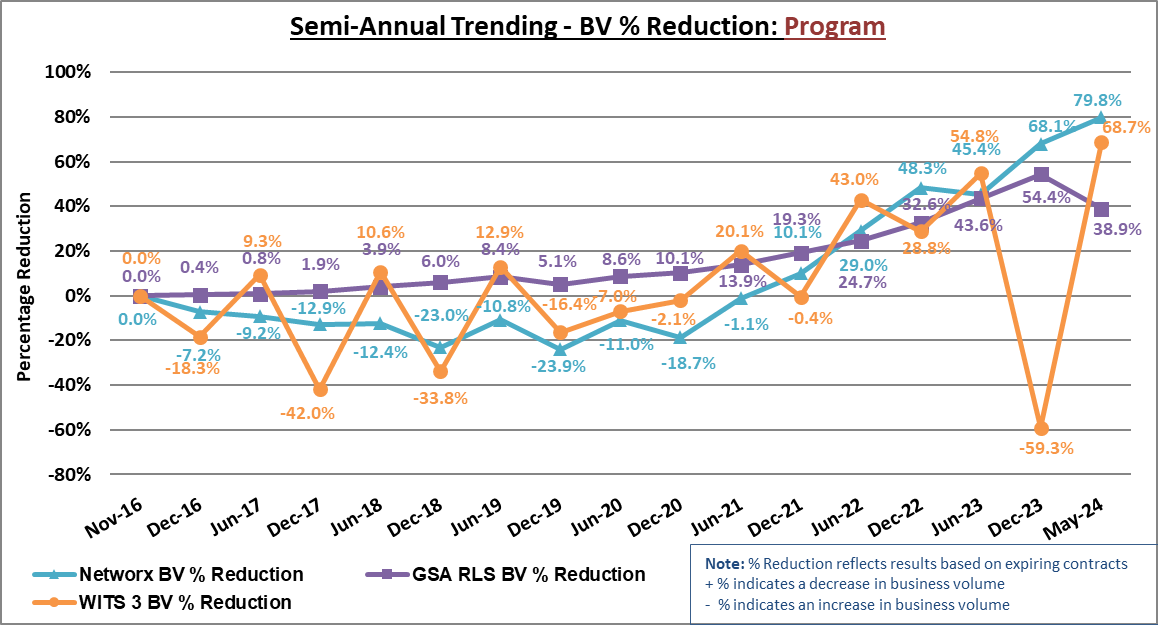 Semi-Annual Trending - BV % Reduction: Program
Percentage Reduction
100%
80%
60%
40%
20%
0%
-20%
-40%
-60%
-80%
79.8%
68.1%
68.7%
54.8%
45.4%
48.3%
43.0%
32.6%
54.4%
38.9%
43.6%
28.8%
29.0%
24.7%
19.3%
10.1%
20.1%
13.9%
-0.4%
-1.1%
10.1%
-2.1%
-18.7%
8.6%
-7.0%
-11.0%
5.1%
-16.4%
-23.9%
12.9%
8.4%
-10.8%
6.0%
-23.0%
-33.8%
10.6%
3.9%
-12.4%
1.9%
-12.9%
-42.0%
9.3%
0.8%
-9.2%
0.4%
-7.2%
-18.3%
0.0%
0.0%
0.0%
-59.3%
Nov-16
Dec-16
Jun-17
Dec-17
Jun-18
Dec-18
Jun-19
Dec-19
Jun-20
Dec-20
Jun-21
Dec-21
Jun-22
Dec-22
Jun-23
Dec-23
May-24
Networx BV % Reduction
GSA RLS BV % Reduction
WITS 3 BV % Reduction
Note: % Reduction reflects results based on expiring contracts
+ % indicates a decrease in business volume
- % indicates an increase in business volume